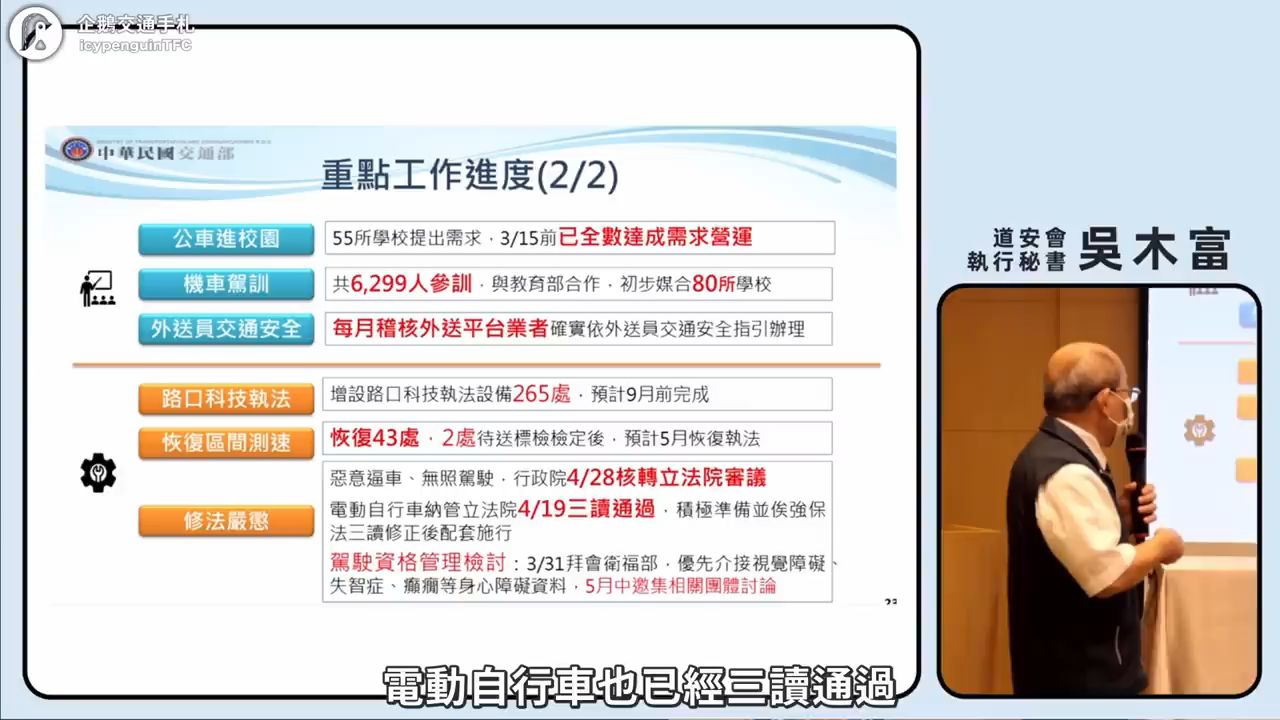 企鵝交通手札
icypenguinTFC
中華民國交通部
重點工作進度(2/2)
公車進校園
55所學校提出需求，3/15前已全數達成需求營運
機車駕訓
共6,299人參訓，與教育部合作，初步媒合80所學校
外送員交通安全
每月稽核外送平台業者確實依外送員交通安全指引辦理
路口科技執法
增設路口科技執法設備265處，預計9月前完成
恢復區間測速
恢復43處，2處待送標檢檢定後，預計5月恢復執法
修法嚴懲
惡意逼車、無照駕駛，行政院4/28核轉立法院審議
電動自行車納管立法院4/19三讀通過，積極準備並俟強保
法三讀修正後配套施行
駕駛資格管理檢討：3/31拜會衛福部，優先介接視覺障礙、
失智症、癲癇等身心障礙資料，5月中邀集相關團體討論
道安會
執行秘書
吳木富
電動自行車也已經三讀通過